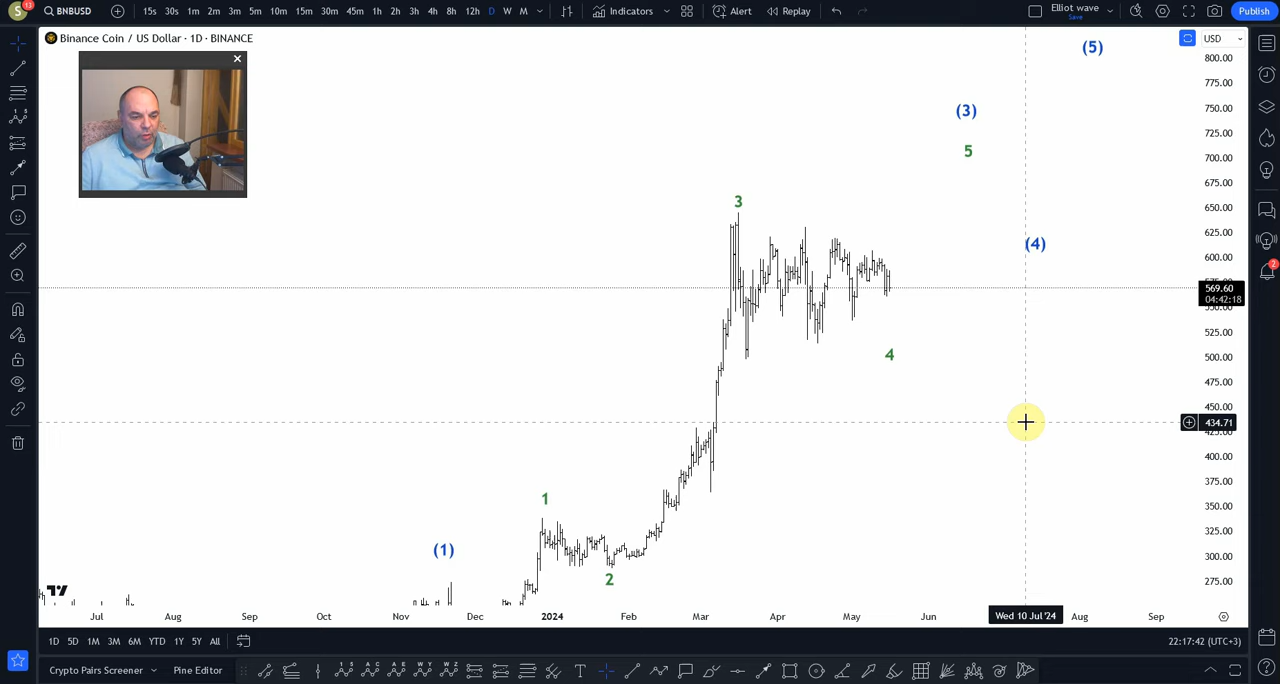 S
13
BNBUSD
15s 30s 1m 2m 3m 5m 10m 15m 30m 45m 1h 2h 3h 4h 8h 12h D W M
Indicators
Alert
Replay
Elliot wave
Save
Publish
Binance Coin / US Dollar · 1D · BINANCE
USD
(5)
800.00
775.00
(3)
750.00
725.00
5
700.00
675.00
3
650.00
(4)
625.00
600.00
569.60
04:42:18
2
525.00
4
500.00
475.00
450.00
434.71
400.00
375.00
1
350.00
325.00
(1)
300.00
2
275.00
Jul Aug Sep Oct Nov Dec 2024 Feb Mar Apr May Jun Wed 10 Jul '24 Aug Sep
1D 5D 1M 3M 6M YTD 1Y 5Y All
22:17:42 (UTC+3)
Crypto Pairs Screener
Pine Editor